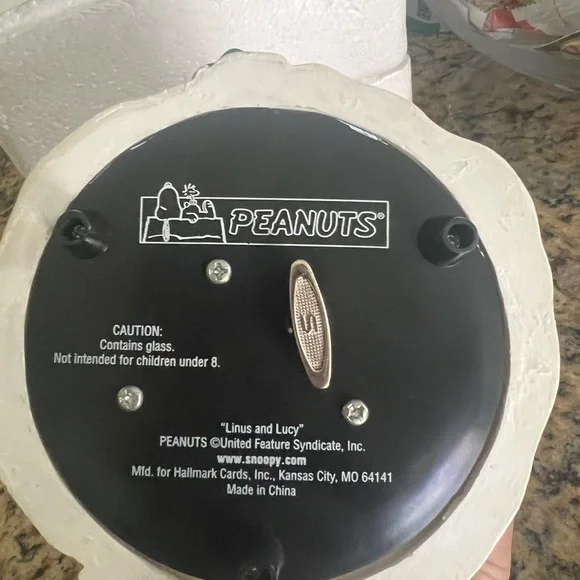 PEANUTS®
CAUTION:
Contains glass.
Not intended for children under 8.
"Linus and Lucy"
PEANUTS ©United Feature Syndicate, Inc.
www.snoopy.com
Mfd. for Hallmark Cards, Inc., Kansas City, MO 64141
Made in China